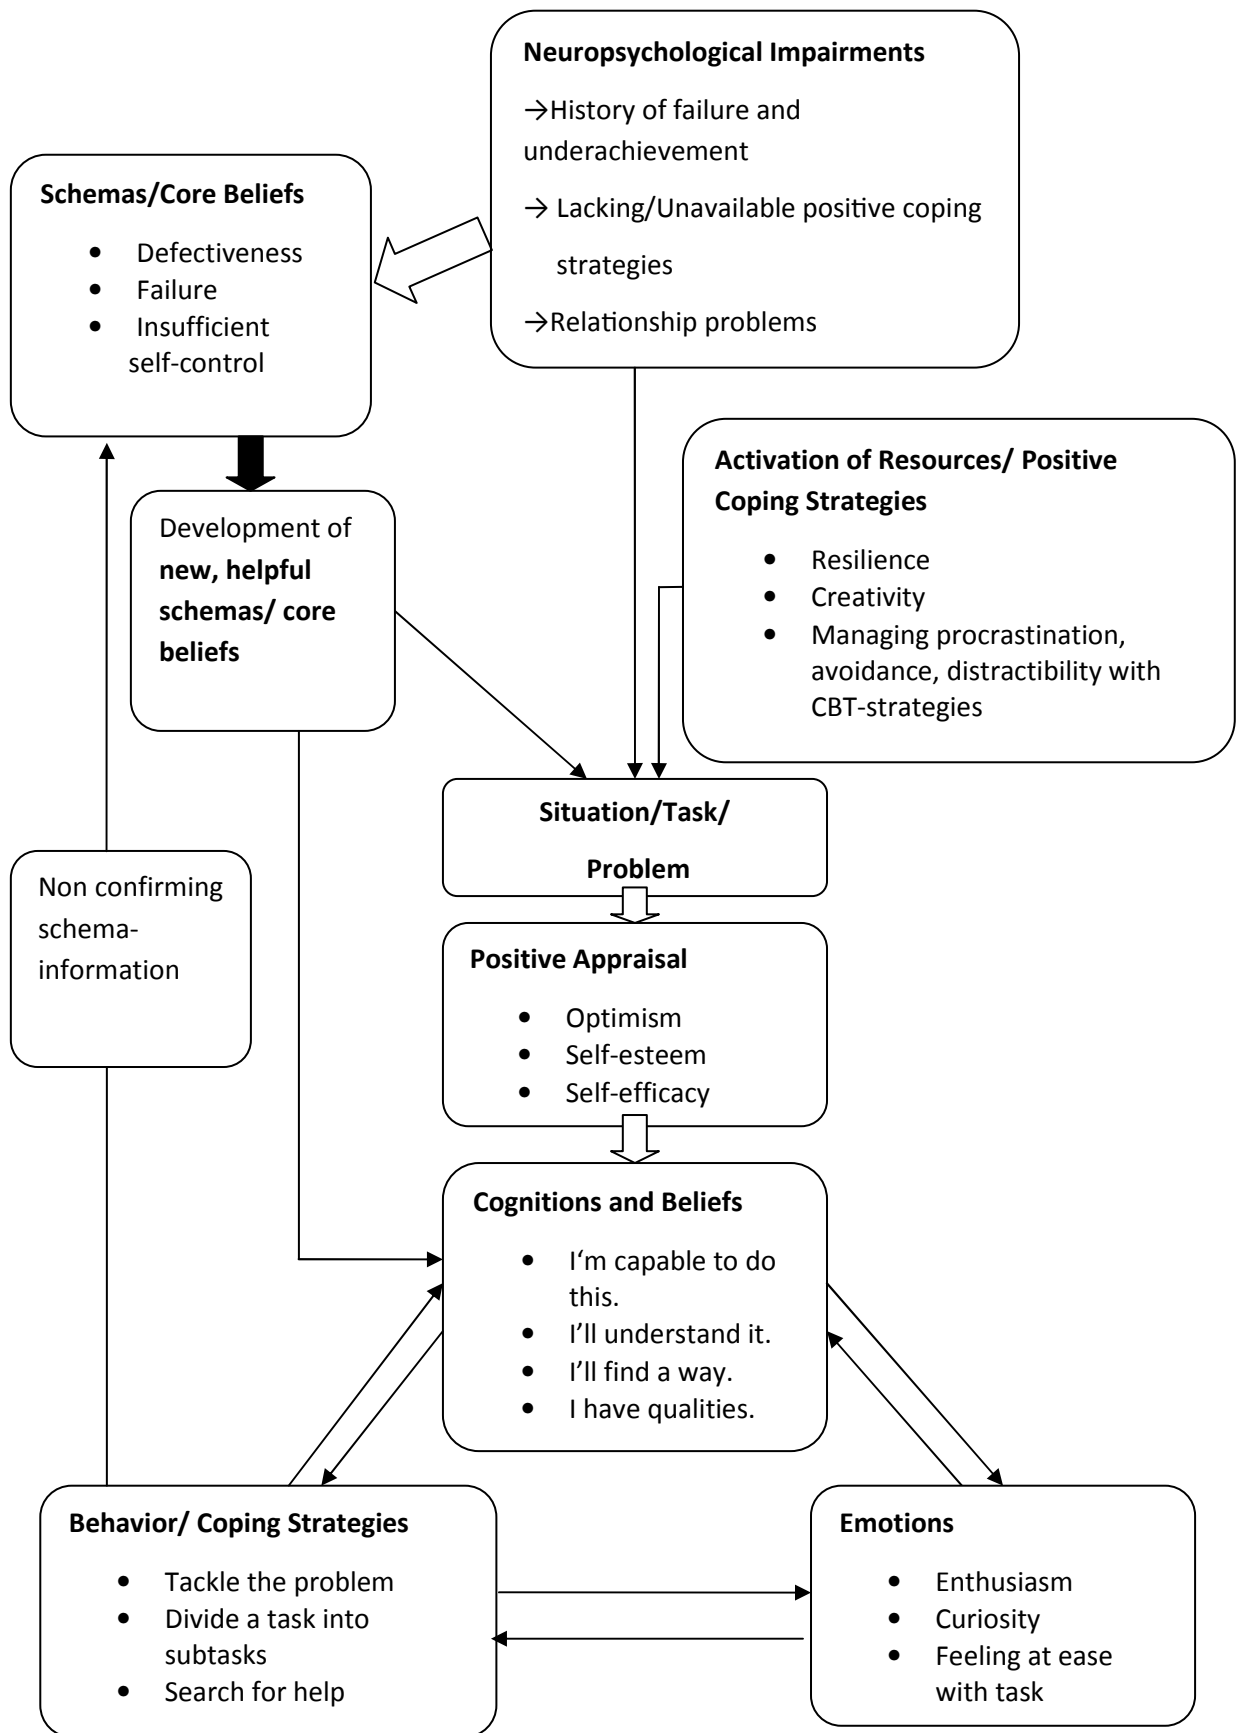 Neuropsychological Impairments
→History of failure and
underachievement
→ Lacking/Unavailable positive coping
strategies
→Relationship problems
Schemas/Core Beliefs
• Defectiveness
• Failure
• Insufficient
self-control
Activation of Resources/ Positive
Coping Strategies
• Resilience
• Creativity
• Managing procrastination,
avoidance, distractibility with
CBT-strategies
Development of
new, helpful
schemas/ core
beliefs
Situation/Task/
Problem
Non confirming
schema-
information
Positive Appraisal
• Optimism
• Self-esteem
• Self-efficacy
Cognitions and Beliefs
• I‘m capable to do
this.
• I’ll understand it.
• I’ll find a way.
• I have qualities.
Behavior/ Coping Strategies
• Tackle the problem
• Divide a task into
subtasks
• Search for help
Emotions
• Enthusiasm
• Curiosity
• Feeling at ease
with task